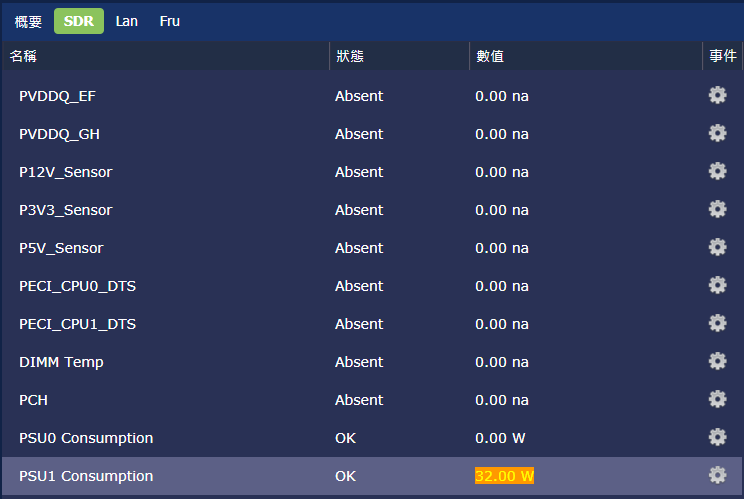 概要 SDR Lan Fru
名稱 狀態 數值 事件
PVDDQ_EF Absent 0.00 na
PVDDQ_GH Absent 0.00 na
P12V_Sensor Absent 0.00 na
P3V3_Sensor Absent 0.00 na
P5V_Sensor Absent 0.00 na
PECI_CPU0_DTS Absent 0.00 na
PECI_CPU1_DTS Absent 0.00 na
DIMM Temp Absent 0.00 na
PCH Absent 0.00 na
PSU0 Consumption OK 0.00 W
PSU1 Consumption OK 32.00 W